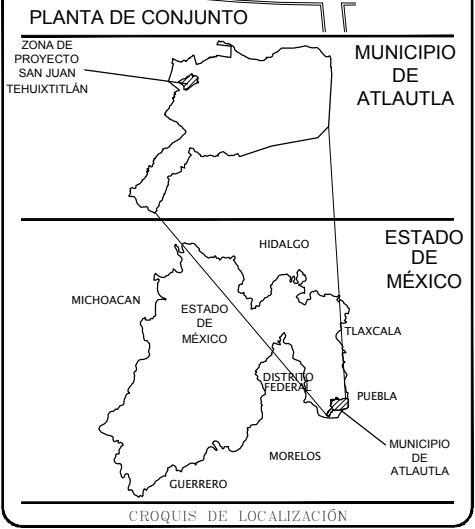 PLANTA DE CONJUNTO
ZONA DE
PROYECTO
SAN JUAN
TEHUIXTITLÁN
MUNICIPIO
DE
ATLAUTLA
ESTADO
DE
MÉXICO
HIDALGO
MICHOACAN
ESTADO
DE
MÉXICO
TLAXCALA
DISTRITO
FEDERAL
PUEBLA
MUNICIPIO
DE
ATLAUTLA
MORELOS
GUERRERO
CROQUIS DE LOCALIZACIÓN